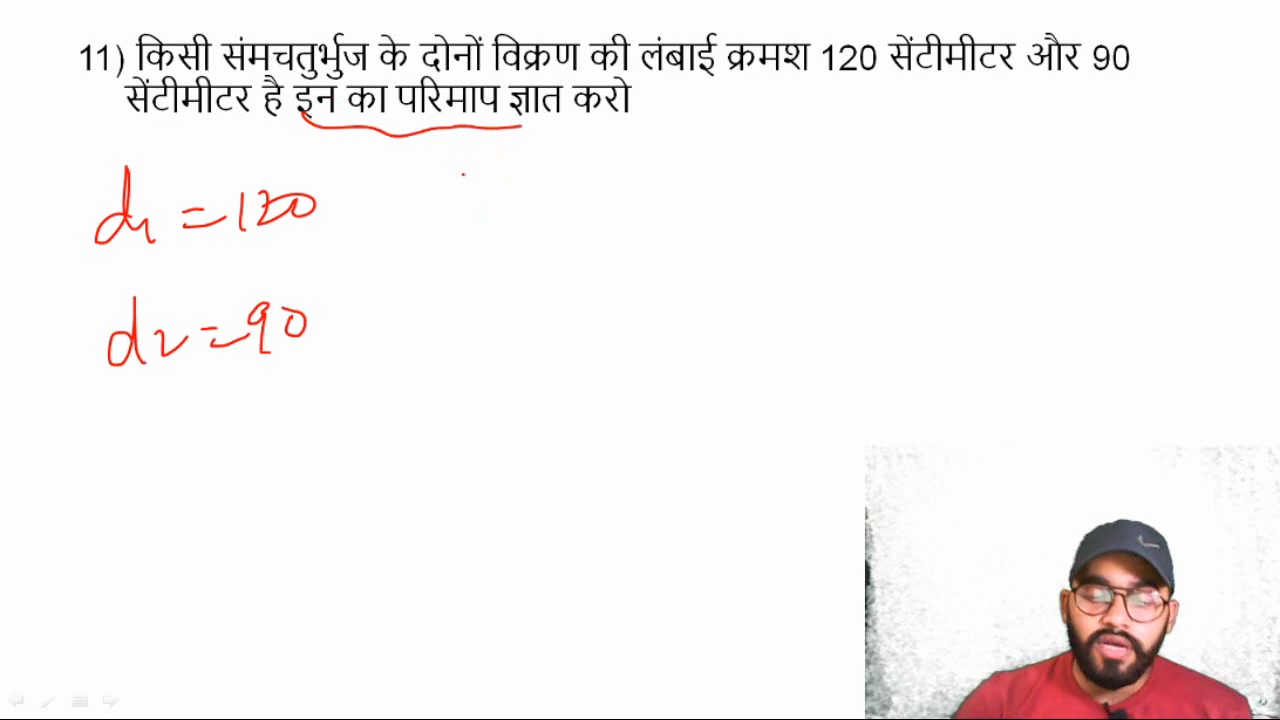 11) किसी संमचतुर्भुज के दोनों विक्रण की लंबाई क्रमश 120 सेंटीमीटर और 90
सेंटीमीटर है इन का परिमाप ज्ञात करो
d1 = 120
d2 = 90